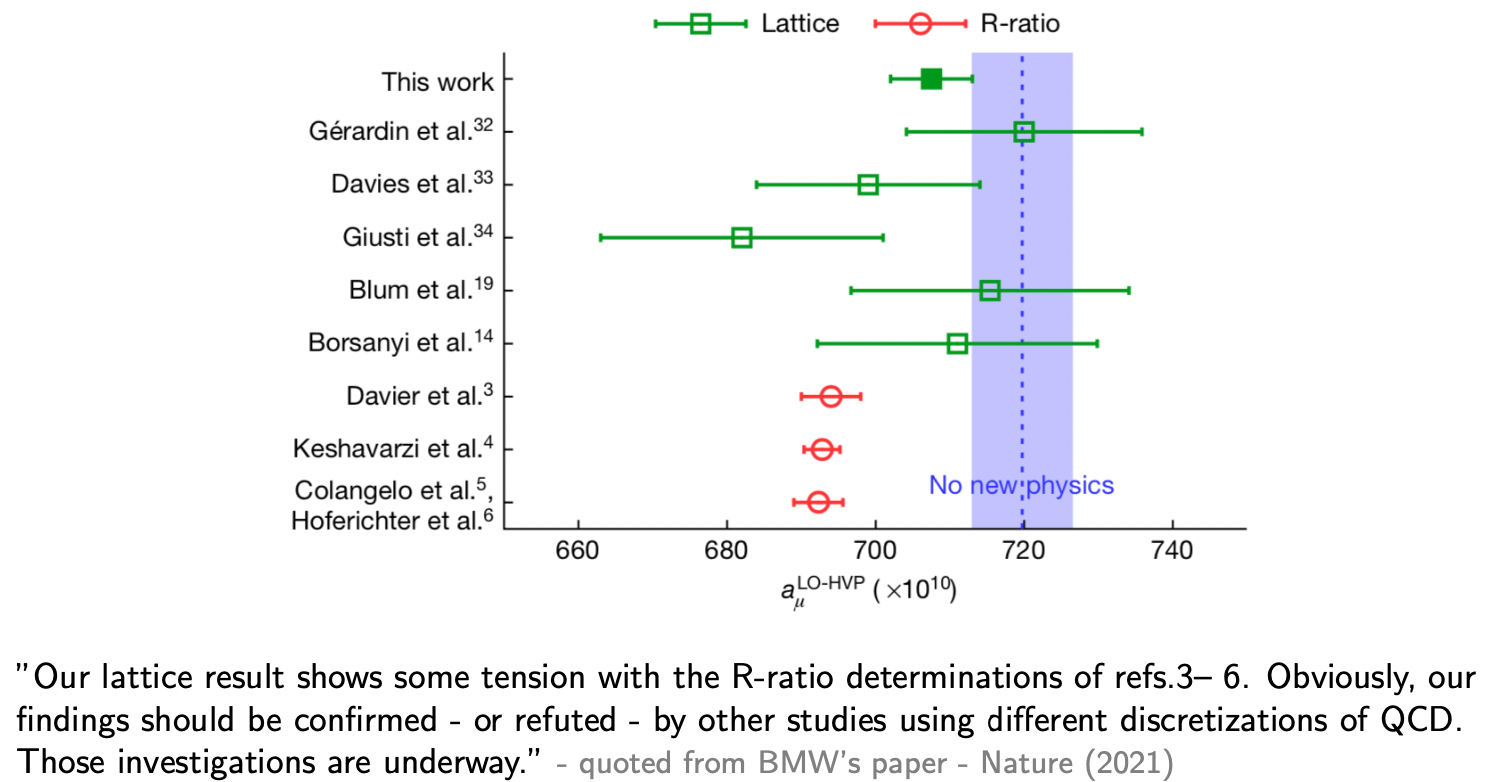 Lattice R-ratio
This work
Gérardin et al.³²
Davies et al.³³
Giusti et al.³⁴
Blum et al.¹⁹
Borsanyi et al.¹⁴
Davier et al.³
Keshavarzi et al.⁴
Colangelo et al.⁵,
Hoferichter et al.⁶
No new physics
660 680 700 720 740
aμ^LO-HVP (×10¹⁰)
”Our lattice result shows some tension with the R-ratio determinations of refs.3– 6. Obviously, our
findings should be confirmed - or refuted - by other studies using different discretizations of QCD.
Those investigations are underway.” - quoted from BMW's paper - Nature (2021)